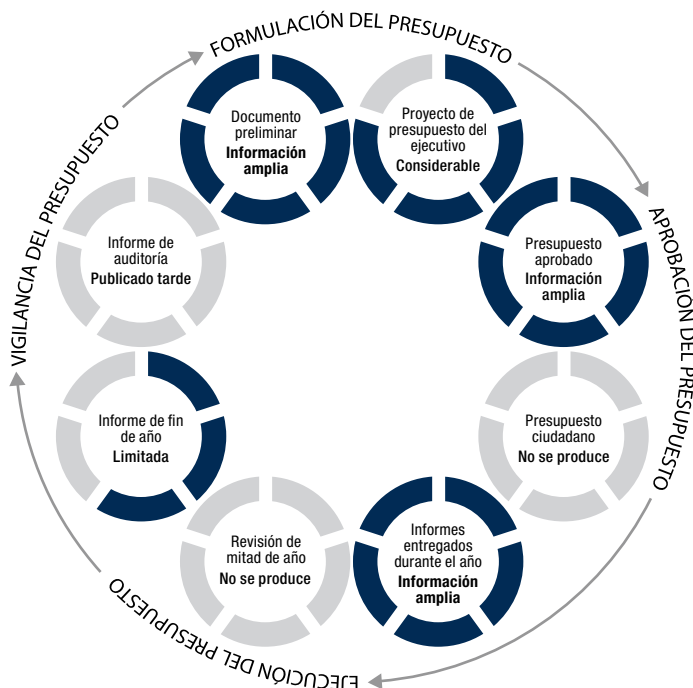 FORMULACIÓN DEL PRESUPUESTO
Documento
preliminar
Información
amplia
Proyecto de
presupuesto del
ejecutivo
Considerable
APROBACIÓN DEL PRESUPUESTO
Presupuesto
aprobado
Información
amplia
Presupuesto
ciudadano
No se produce
EJECUCIÓN DEL PRESUPUESTO
Informes
entregados
durante el año
Información
amplia
Revisión de
mitad de año
No se produce
Informe de fin
de año
Limitada
VIGILANCIA DEL PRESUPUESTO
Informe de
auditoría
Publicado tarde